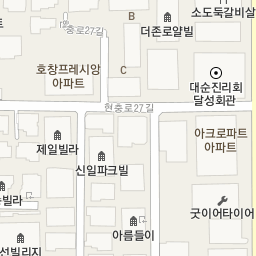 소도둑갈비살
더존로얄빌
충로27길
호창프레시앙
아파트
C
B
대순진리회
달성회관
현충로27길
아크로파트
아파트
제일빌라
신일파크빌
빌라
굿이어타이어
아름들이
선빌리지